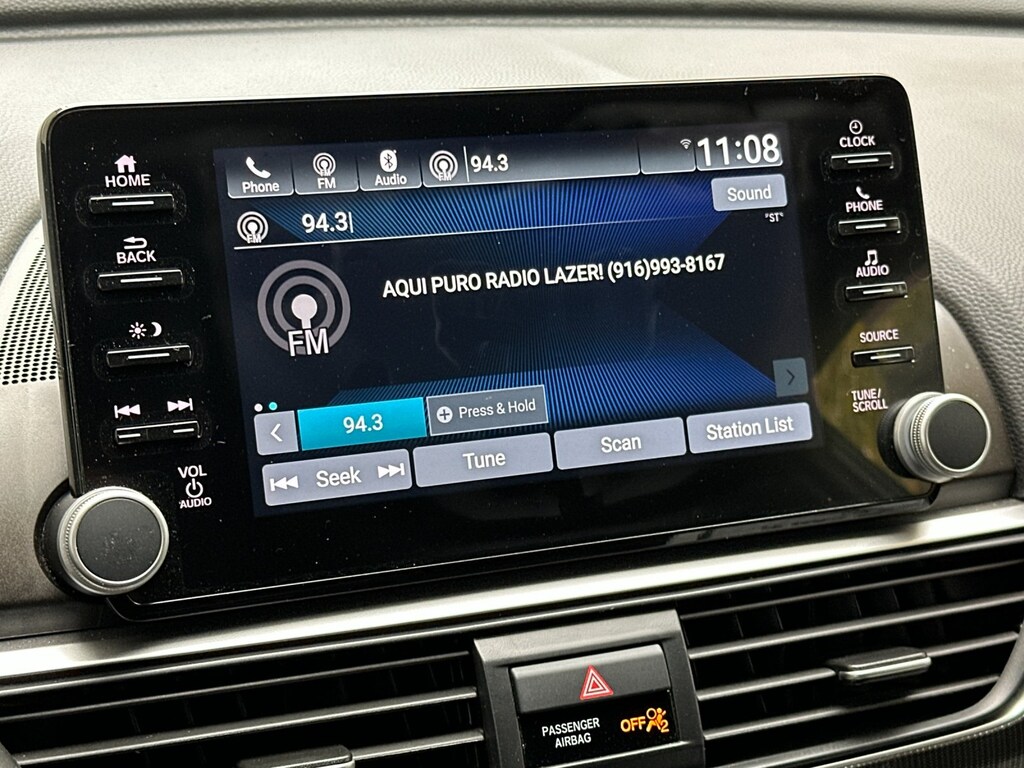 HOME
BACK
VOL
AUDIO
Phone
FM
Audio
FM
94.3
11:08
Sound
FM
94.3
"ST"
FM
AQUI PURO RADIO LAZER! (916)993-8167
94.3
Press & Hold
Seek
Tune
Scan
Station List
CLOCK
PHONE
AUDIO
SOURCE
TUNE/
SCROLL
PASSENGER
AIRBAG
OFF
2